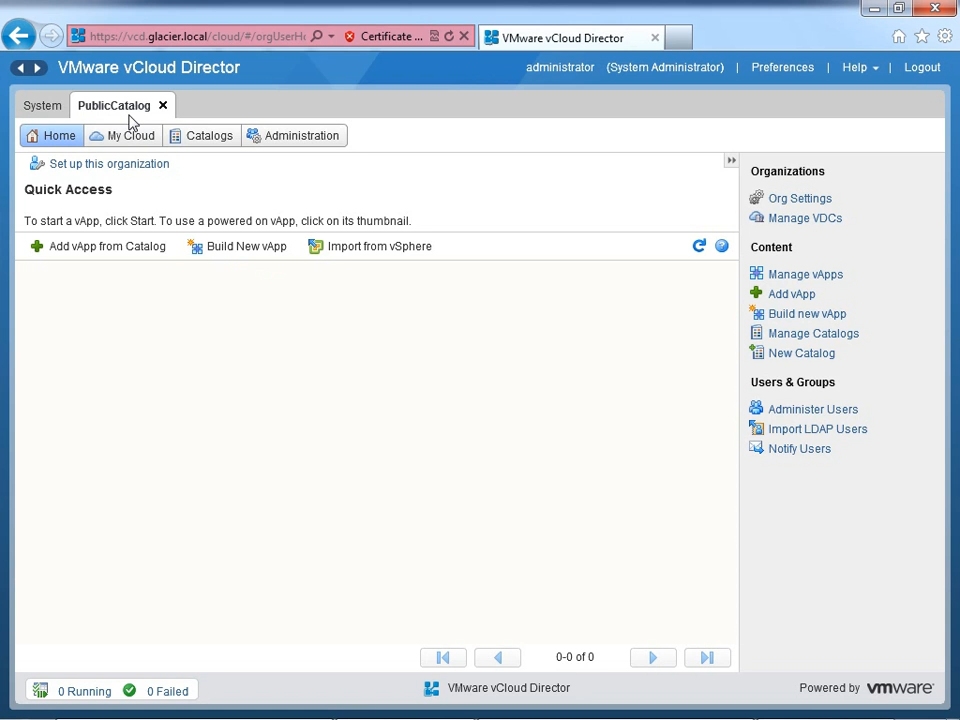 https://vcd.glacier.local/cloud/#/orgUserHo
Certificate ...
VMware vCloud Director
VMware vCloud Director
administrator (System Administrator) | Preferences | Help | Logout
System
PublicCatalog
Home
My Cloud
Catalogs
Administration
Set up this organization
Quick Access
To start a vApp, click Start. To use a powered on vApp, click on its thumbnail.
Add vApp from Catalog
Build New vApp
Import from vSphere
0-0 of 0
Organizations
Org Settings
Manage VDCs
Content
Manage vApps
Add vApp
Build new vApp
Manage Catalogs
New Catalog
Users & Groups
Administer Users
Import LDAP Users
Notify Users
0 Running
0 Failed
VMware vCloud Director
Powered by vmware